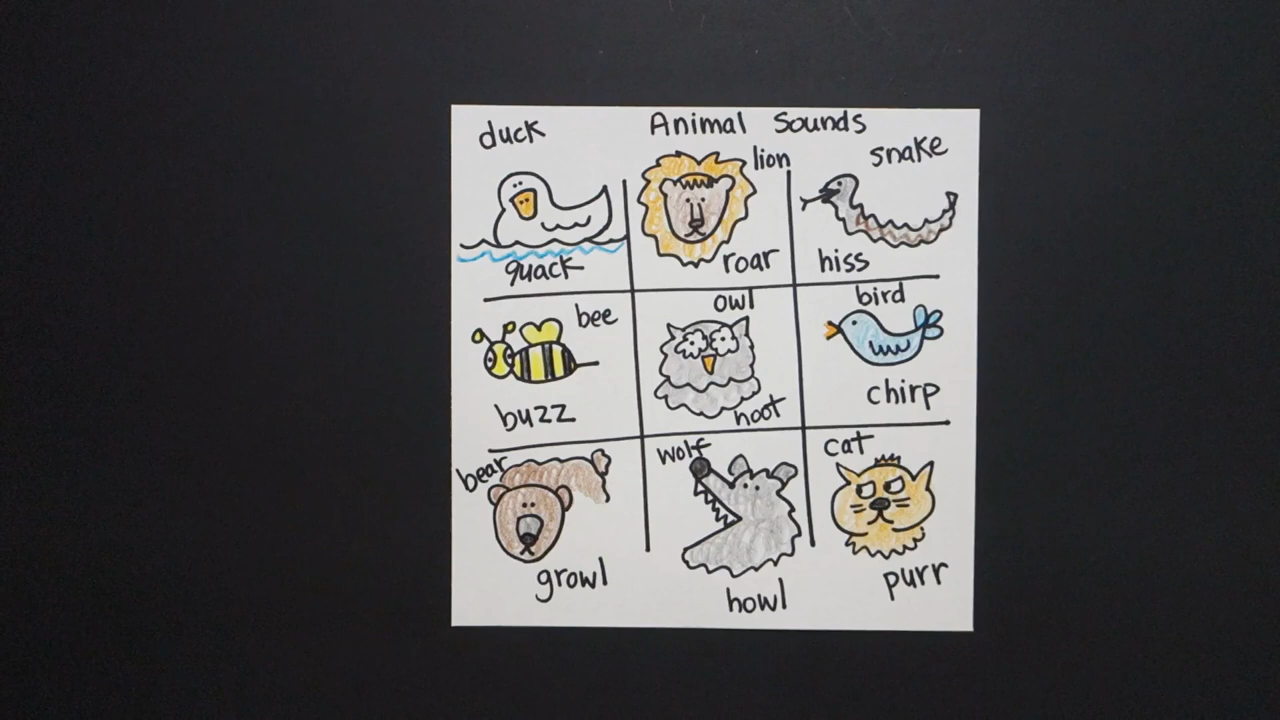 Animal Sounds
duck
quack
lion
roar
snake
hiss
bee
buzz
owl
hoot
bird
chirp
bear
growl
wolf
howl
cat
purr